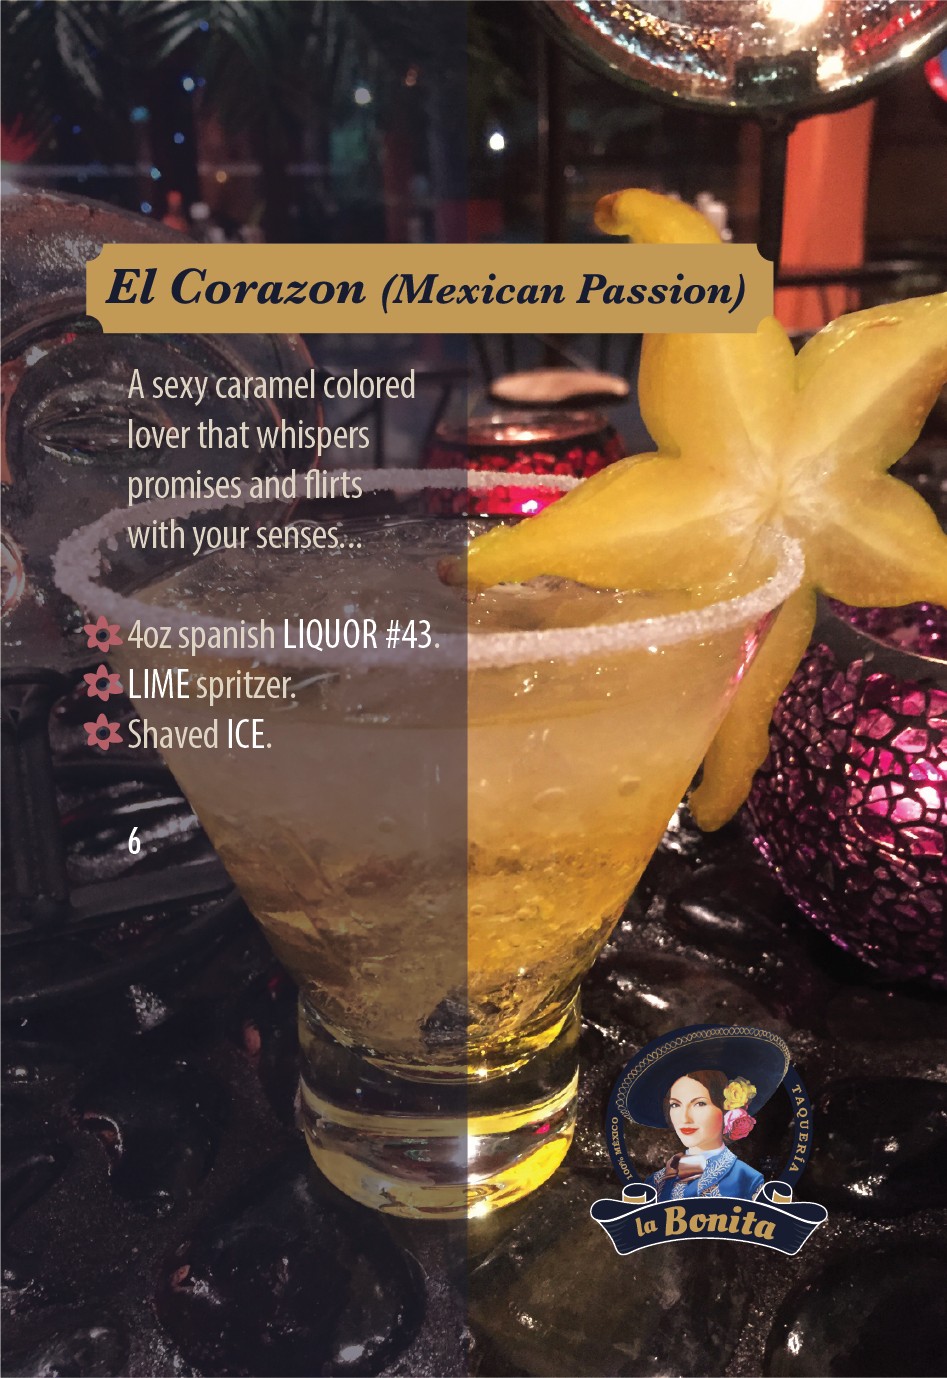 El Corazon (Mexican Passion)
A sexy caramel colored
lover that whispers
promises and flirts
with your senses...
4oz spanish LIQUOR #43.
LIME spritzer.
Shaved ICE.
6
100% MÉXICO
TAQUERÍA
la Bonita